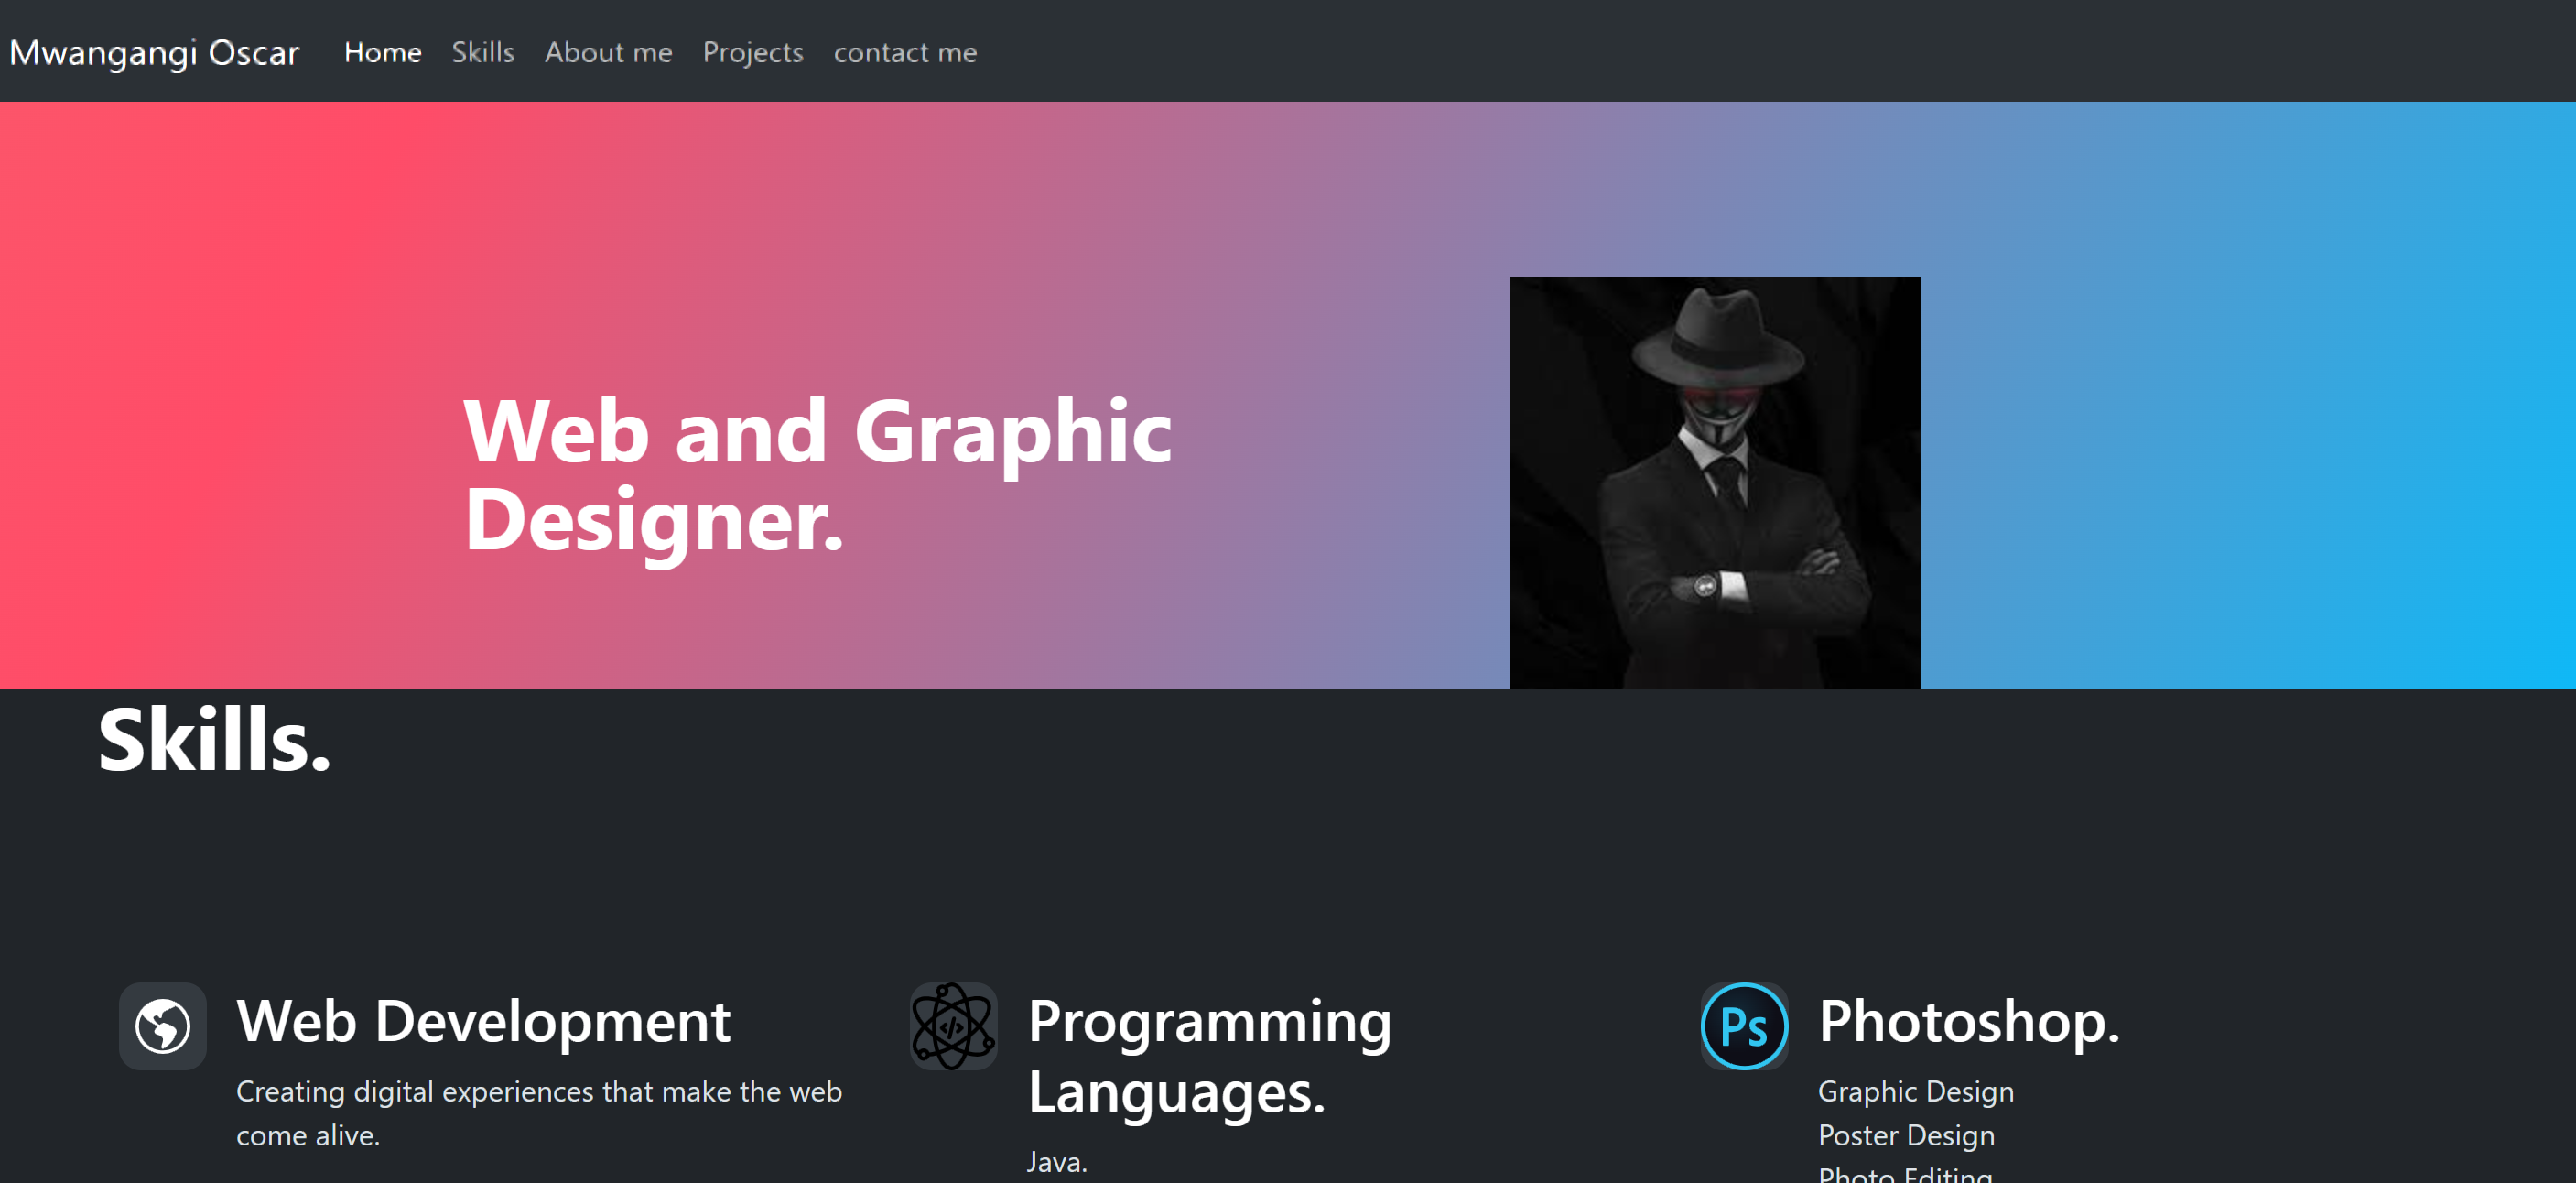 Mwangangi Oscar Home Skills About me Projects contact me
Web and Graphic
Designer.
Skills.
Web Development
Creating digital experiences that make the web
come alive.
</>
Programming
Languages.
Java.
Ps
Photoshop.
Graphic Design
Poster Design
Photo Editing